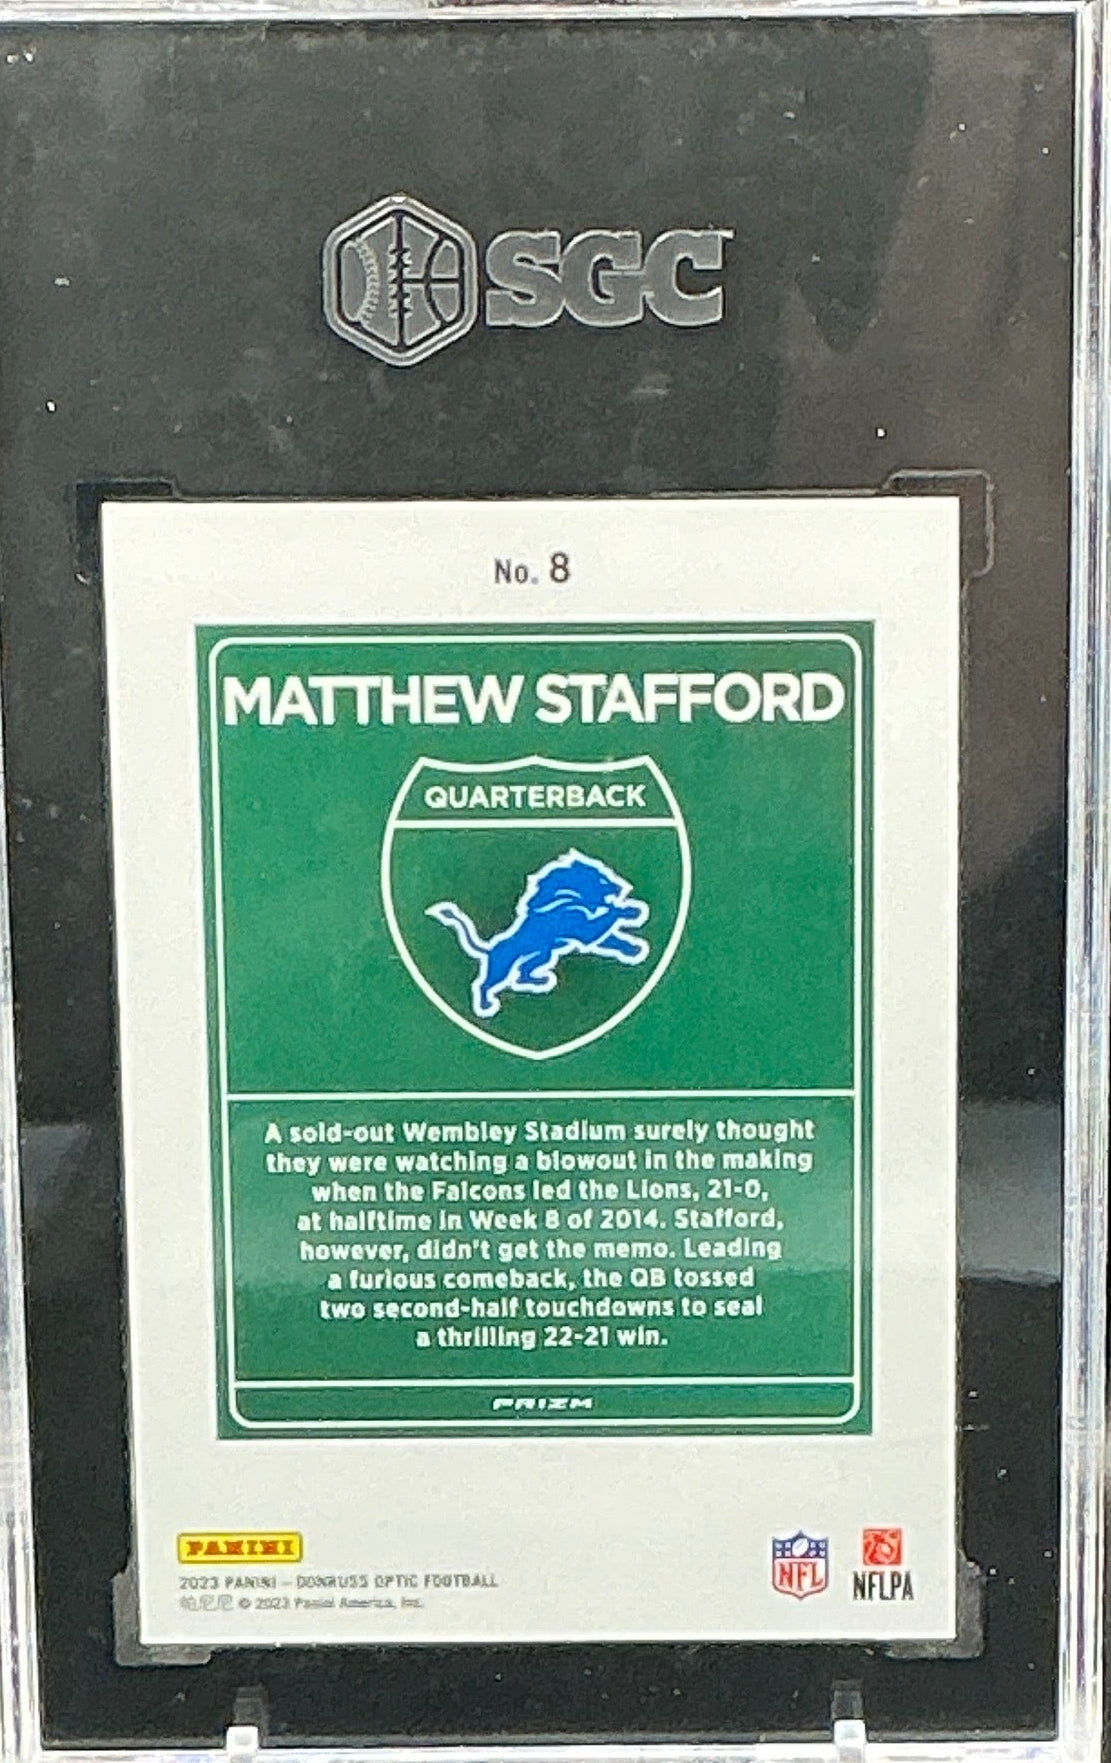 SGC
No. 8
MATTHEW STAFFORD
QUARTERBACK
A sold-out Wembley Stadium surely thought
they were watching a blowout in the making
when the Falcons led the Lions, 21-0,
at halftime in Week 8 of 2014. Stafford,
however, didn't get the memo. Leading
a furious comeback, the QB tossed
two second-half touchdowns to seal
a thrilling 22-21 win.
PRIZM
PANINI
2023 PANINI – DONRUSS OPTIC FOOTBALL
© 2023 Panini America, Inc.
NFL
NFLPA